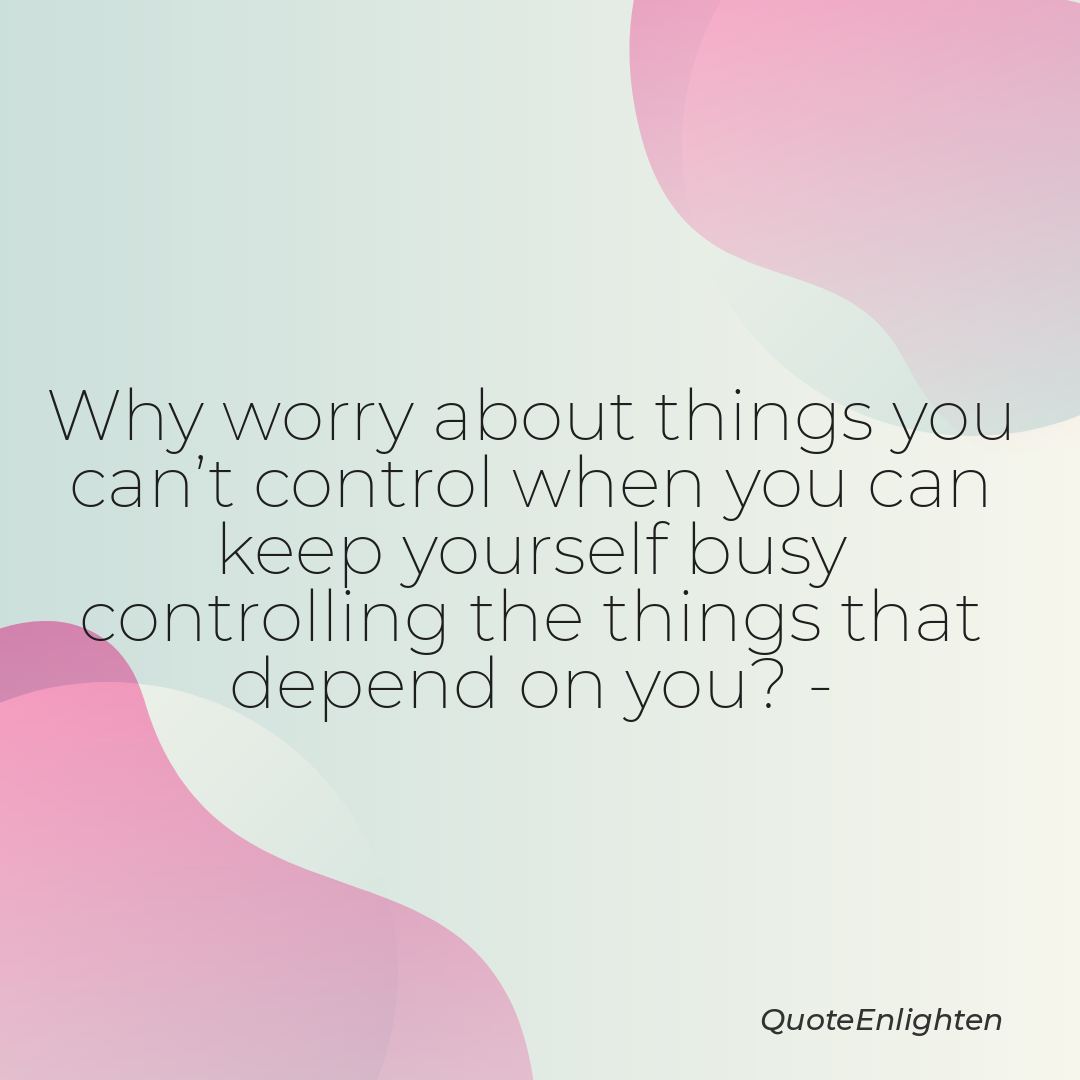 Why worry about things you
can’t control when you can
keep yourself busy
controlling the things that
depend on you? -
QuoteEnlighten